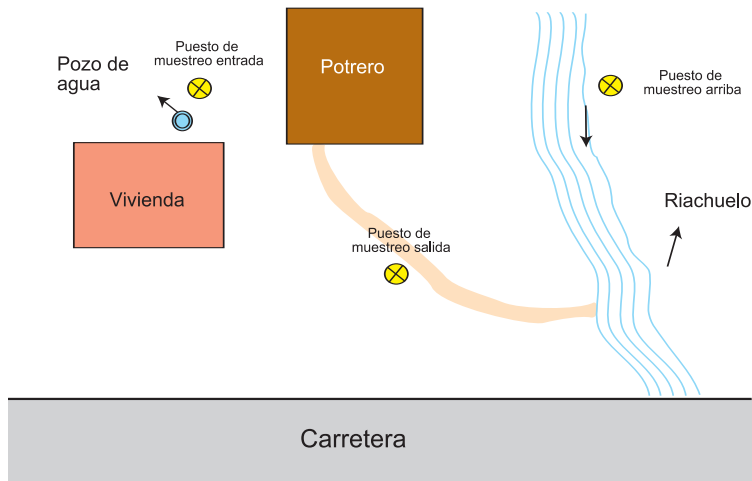 Puesto de
muestreo entrada
Pozo de
agua
Potrero
Puesto de
muestreo arriba
Vivienda
Riachuelo
Puesto de
muestreo salida
Carretera